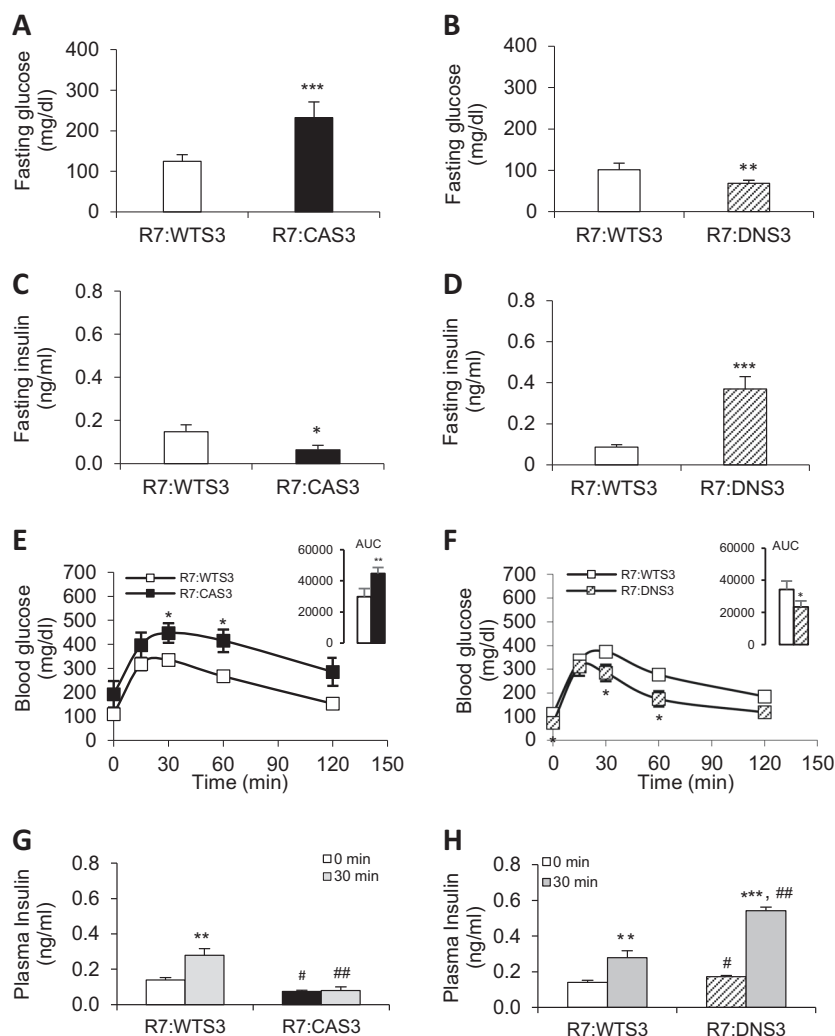 A
Fasting glucose
(mg/dl)
400
300
200
100
0
***
R7:WTS3
R7:CAS3
B
Fasting glucose
(mg/dl)
400
300
200
100
0
**
R7:WTS3
R7:DNS3
C
Fasting insulin
(ng/ml)
0.8
0.6
0.4
0.2
0.0
*
R7:WTS3
R7:CAS3
D
Fasting insulin
(ng/ml)
0.8
0.6
0.4
0.2
0
***
R7:WTS3
R7:DNS3
E
Blood glucose
(mg/dl)
700
600
500
400
300
200
100
0
R7:WTS3
R7:CAS3
*
*
AUC
60000
40000
20000
0
**
0
30
60
90
120
150
Time (min)
F
Blood glucose
(mg/dl)
700
600
500
400
300
200
100
0
R7:WTS3
R7:DNS3
*
*
*
AUC
60000
40000
20000
0
*
0
30
60
90
120
150
Time (min)
G
Plasma Insulin
(ng/ml)
0.8
0.6
0.4
0.2
0.0
0 min
30 min
**
#
##
R7:WTS3
R7:CAS3
H
Plasma Insulin
(ng/ml)
0.8
0.6
0.4
0.2
0.0
0 min
30 min
**
#
***, ##
R7:WTS3
R7:DNS3